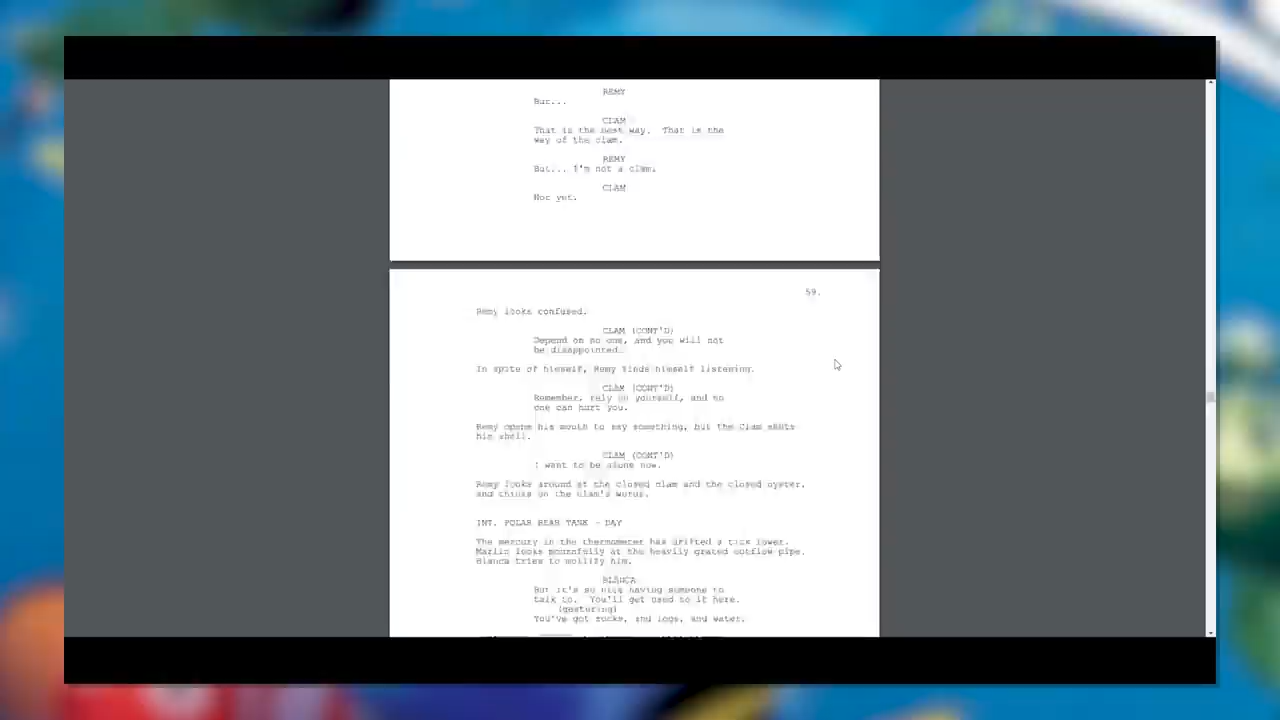 REMY
But...
CLAM
That is the best way.  That is the
way of the clam.
REMY
But... I'm not a clam.
CLAM
Not yet.
59.
Remy looks confused.
CLAM (CONT'D)
Depend on no one, and you will not
be disappointed.
In spite of himself, Remy finds himself listening.
CLAM (CONT'D)
Remember, rely on yourself, and no
one can hurt you.
Remy opens his mouth to say something, but the Clam shuts
his shell.
CLAM (CONT'D)
I want to be alone now.
Remy looks around at the closed clam and the closed oyster,
and thinks on the Clam's words.
INT. POLAR BEAR TANK - DAY
The mercury in the thermometer has drifted a tick lower.
Marlin looks mournfully at the heavily grated outflow pipe.
Blanca tries to mollify him.
BLANCA
But it's so nice having someone to
talk to.  You'll get used to it here.
(gesturing)
You've got rocks, and logs, and water.